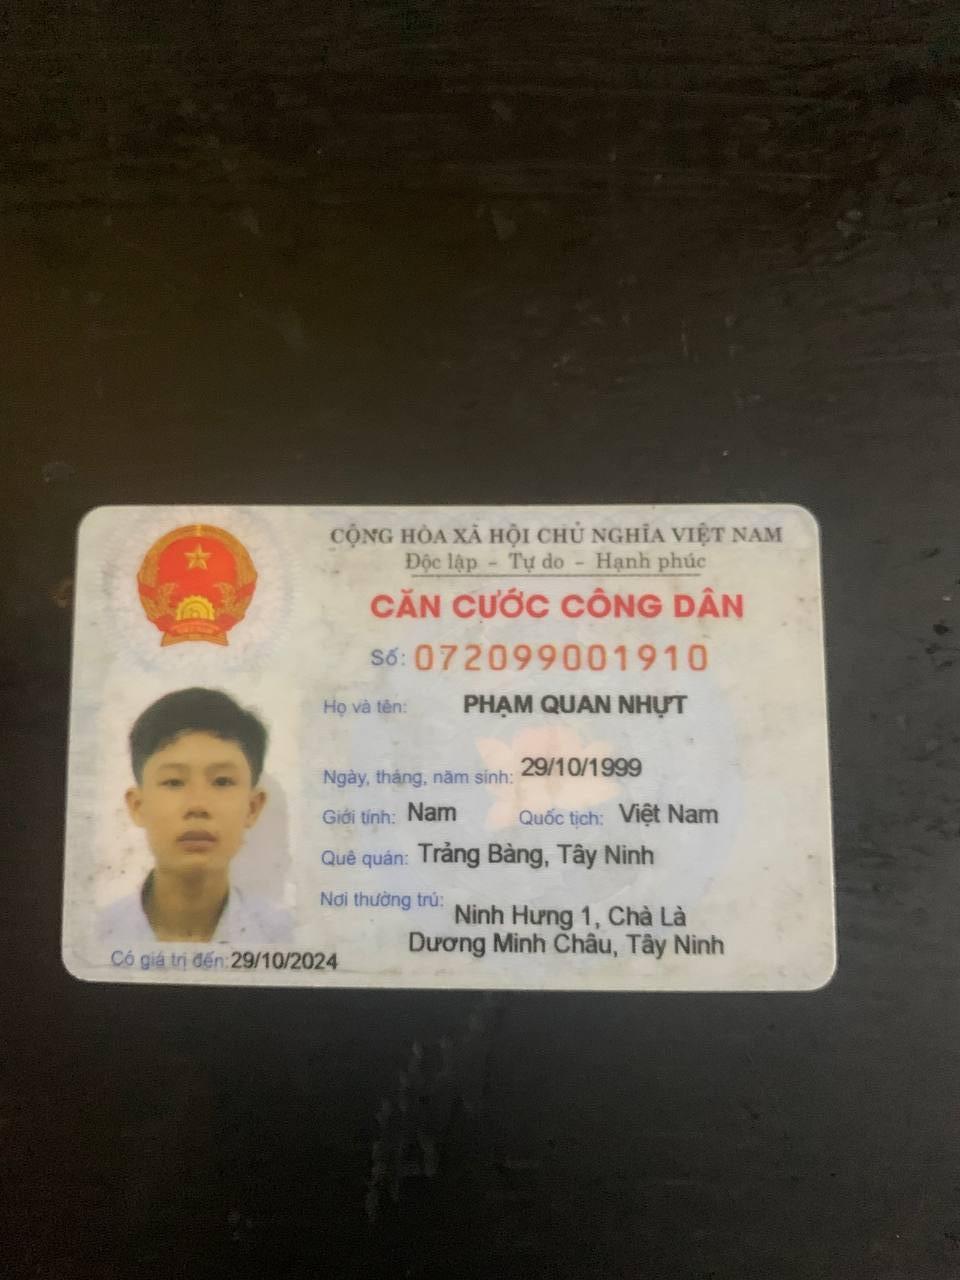 CỘNG HÒA XÃ HỘI CHỦ NGHĨA VIỆT NAM
Độc lập - Tự do - Hạnh phúc
CĂN CƯỚC CÔNG DÂN
Số: 072099001910
Họ và tên: PHẠM QUAN NHỰT
Ngày, tháng, năm sinh: 29/10/1999
Giới tính: Nam Quốc tịch: Việt Nam
Quê quán: Trảng Bàng, Tây Ninh
Nơi thường trú: Ninh Hưng 1, Chà Là
Dương Minh Châu, Tây Ninh
Có giá trị đến: 29/10/2024